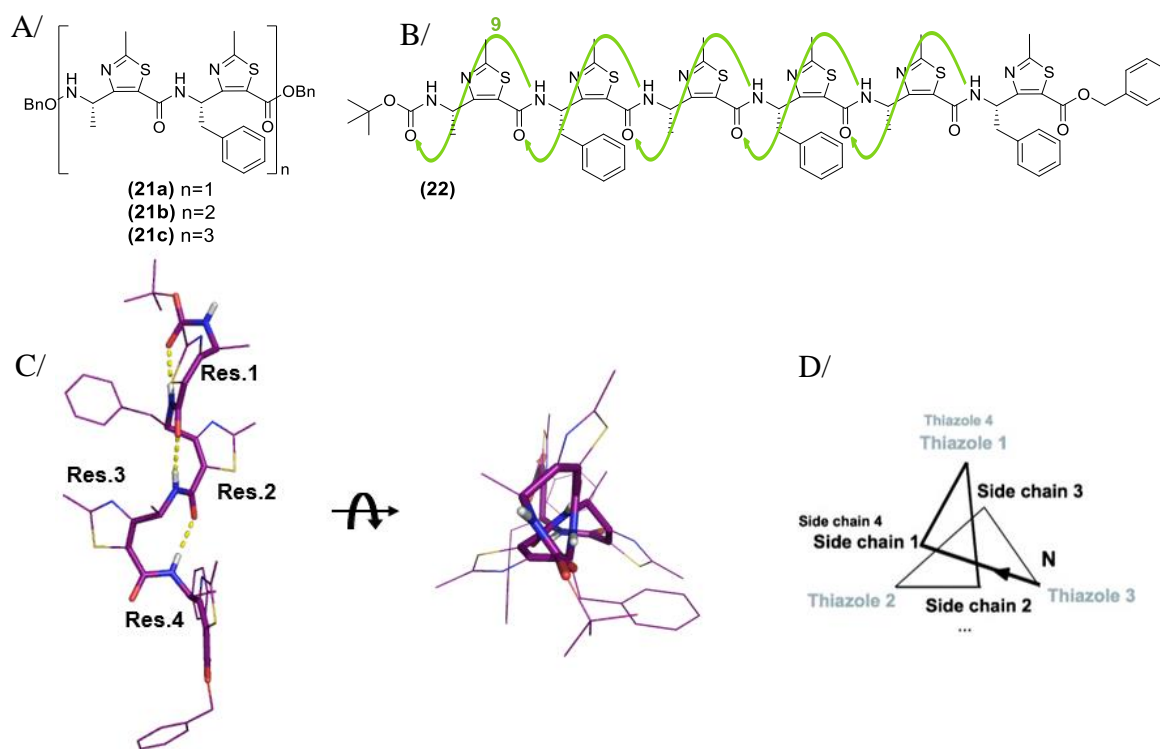 A/
N
S
H
N
BnO
O
H
N
N
S
OBn
O
n
(21a) n=1
(21b) n=2
(21c) n=3
B/
9
O
O
H
N
N
S
O
H
N
N
S
O
H
N
N
S
O
H
N
N
S
O
H
N
N
S
O
H
N
N
S
O
O
(22)
C/
Res.1
Res.3
Res.2
Res.4
D/
Thiazole 4
Thiazole 1
Side chain 3
Side chain 4
Side chain 1
N
Thiazole 2
Side chain 2
Thiazole 3
...